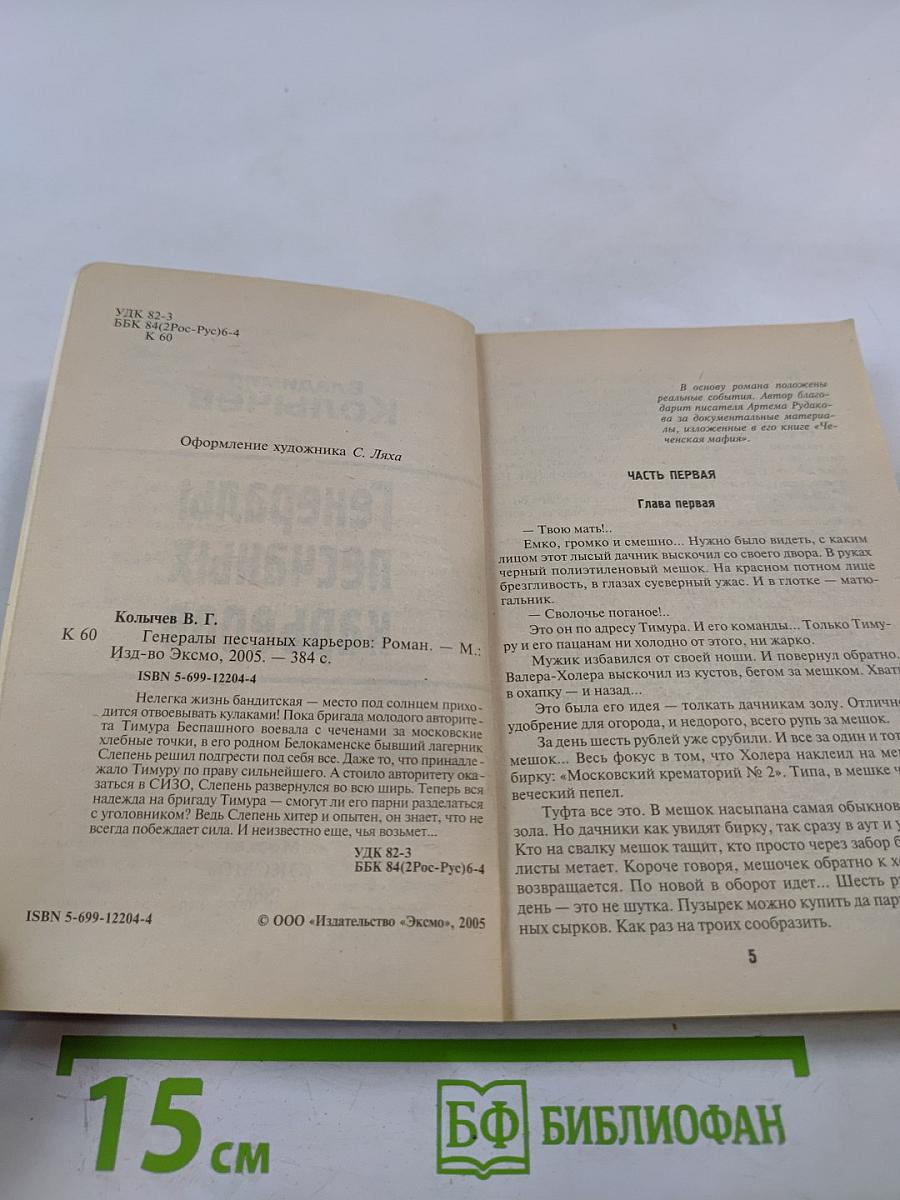 УДК 82-3
ББК 84(2Рос-Рус)6-4
К 60
Оформление художника С. Ляха
Колычев В. Г.
К 60
Генералы песчаных карьеров: Роман. — М.:
Изд-во Эксмо, 2005. — 384 с.
ISBN 5-699-12204-4
Нелегка жизнь бандитская — место под солнцем прихо-
дится отвоевывать кулаками! Пока бригада молодого авторите-
та Тимура Беспашного воевала с чеченами за московские
хлебные точки, в его родном Белокаменске бывший лагерник
Слепень решил подгрести под себя все. Даже то, что принадле-
жало Тимуру по праву сильнейшего. А стоило авторитету ока-
заться в СИЗО, Слепень развернулся во всю ширь. Теперь вся
надежда на бригаду Тимура — смогут ли его парни разделаться
с уголовником? Ведь Слепень хитер и опытен, он знает, что не
всегда побеждает сила. И неизвестно еще, чья возьмет...
УДК 82-3
ББК 84(2Рос-Рус)6-4
ISBN 5-699-12204-4
© ООО «Издательство «Эксмо», 2005
В основу романа положены
реальные события. Автор благо-
дарит писателя Артема Рудако-
ва за документальные материа-
лы, изложенные в его книге «Че-
ченская мафия».
ЧАСТЬ ПЕРВАЯ
Глава первая
— Твою мать!..
Емко, громко и смешно... Нужно было видеть, с каким
лицом этот лысый дачник выскочил со своего двора. В руках
черный полиэтиленовый мешок. На красном потном лице
брезгливость, в глазах суеверный ужас. И в глотке — матю-
гальник.
— Сволочье поганое!..
Это он по адресу Тимура. И его команды... Только Тиму-
ру и его пацанам ни холодно от этого, ни жарко.
Мужик избавился от своей ноши. И повернул обратно.
Валера-Холера выскочил из кустов, бегом за мешком. Хвать
в охапку — и назад...
Это была его идея — толкать дачникам золу. Отличное
удобрение для огорода, и недорого, всего рупь за мешок.
За день шесть рублей уже срубили. И все за один и тот
мешок... Весь фокус в том, что Холера наклеил на ме
бирку: «Московский крематорий № 2». Типа, в мешке ч
веческий пепел.
Туфта все это. В мешок насыпана самая обыкнов
зола. Но дачники как увидят бирку, так сразу в аут и у
Кто на свалку мешок тащит, кто просто через забор б
листы метает. Короче говоря, мешочек обратно к х
возвращается. По новой в оборот идет... Шесть р
день — это не шутка. Пузырек можно купить да пар
ных сырков. Как раз на троих сообразить.
5
15 см
БФ БИБЛИОФАН